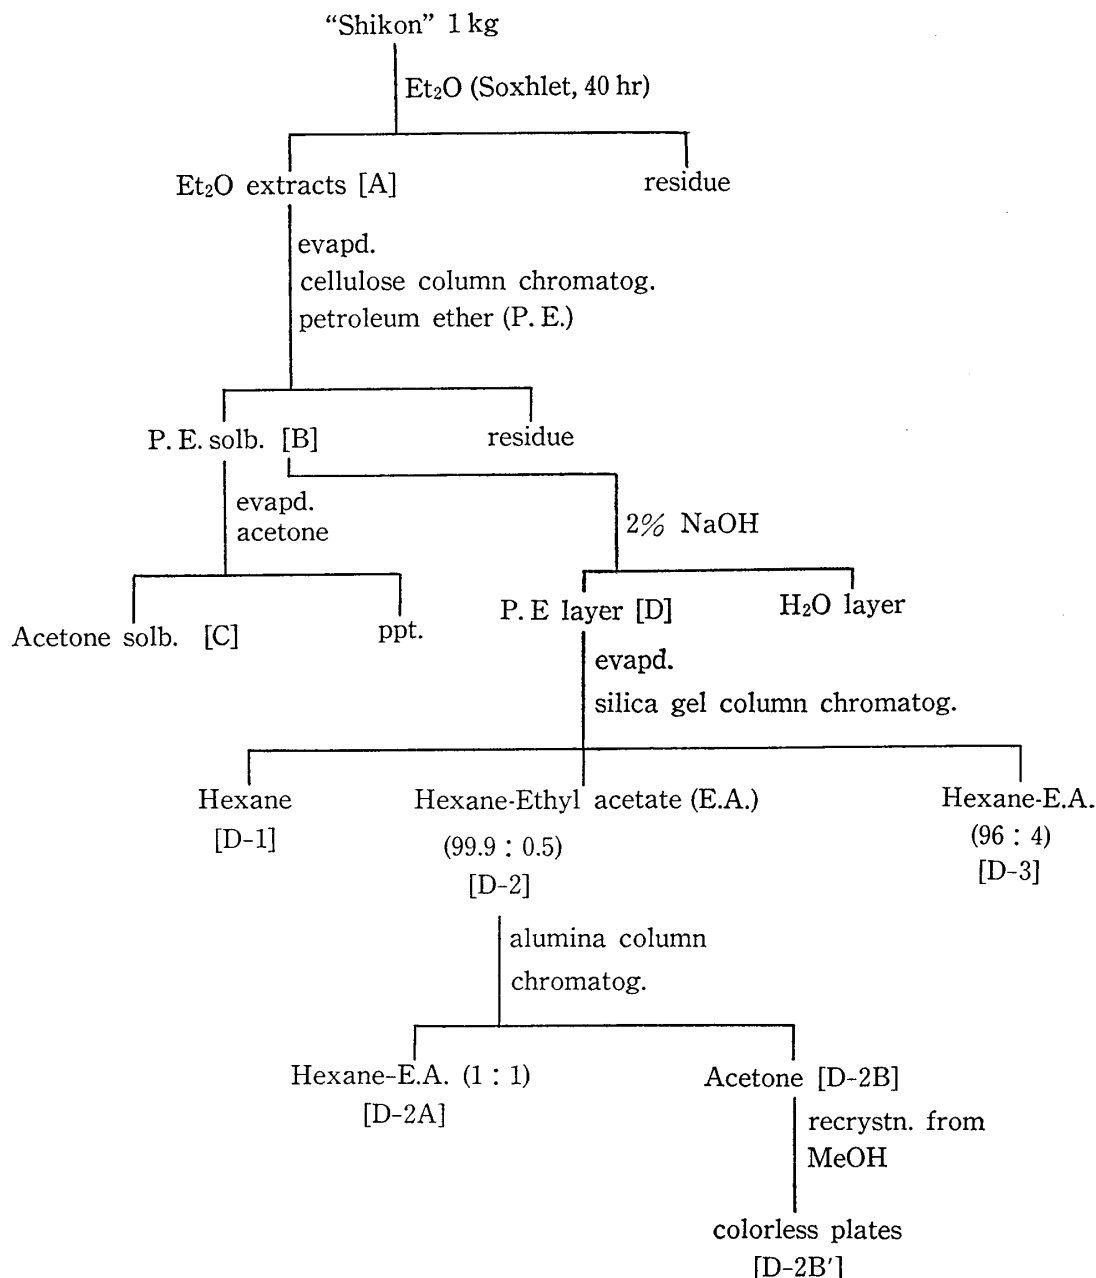 “Shikon” 1 kg
Et₂O (Soxhlet, 40 hr)
Et₂O extracts [A]
residue
evapd.
cellulose column chromatog.
petroleum ether (P. E.)
P. E. solb. [B]
residue
evapd.
acetone
2% NaOH
Acetone solb. [C]
ppt.
P. E layer [D]
H₂O layer
evapd.
silica gel column chromatog.
Hexane
[D-1]
Hexane-Ethyl acetate (E.A.)
(99.9 : 0.5)
[D-2]
Hexane-E.A.
(96 : 4)
[D-3]
alumina column
chromatog.
Hexane-E.A. (1 : 1)
[D-2A]
Acetone [D-2B]
recrystn. from
MeOH
colorless plates
[D-2B′]